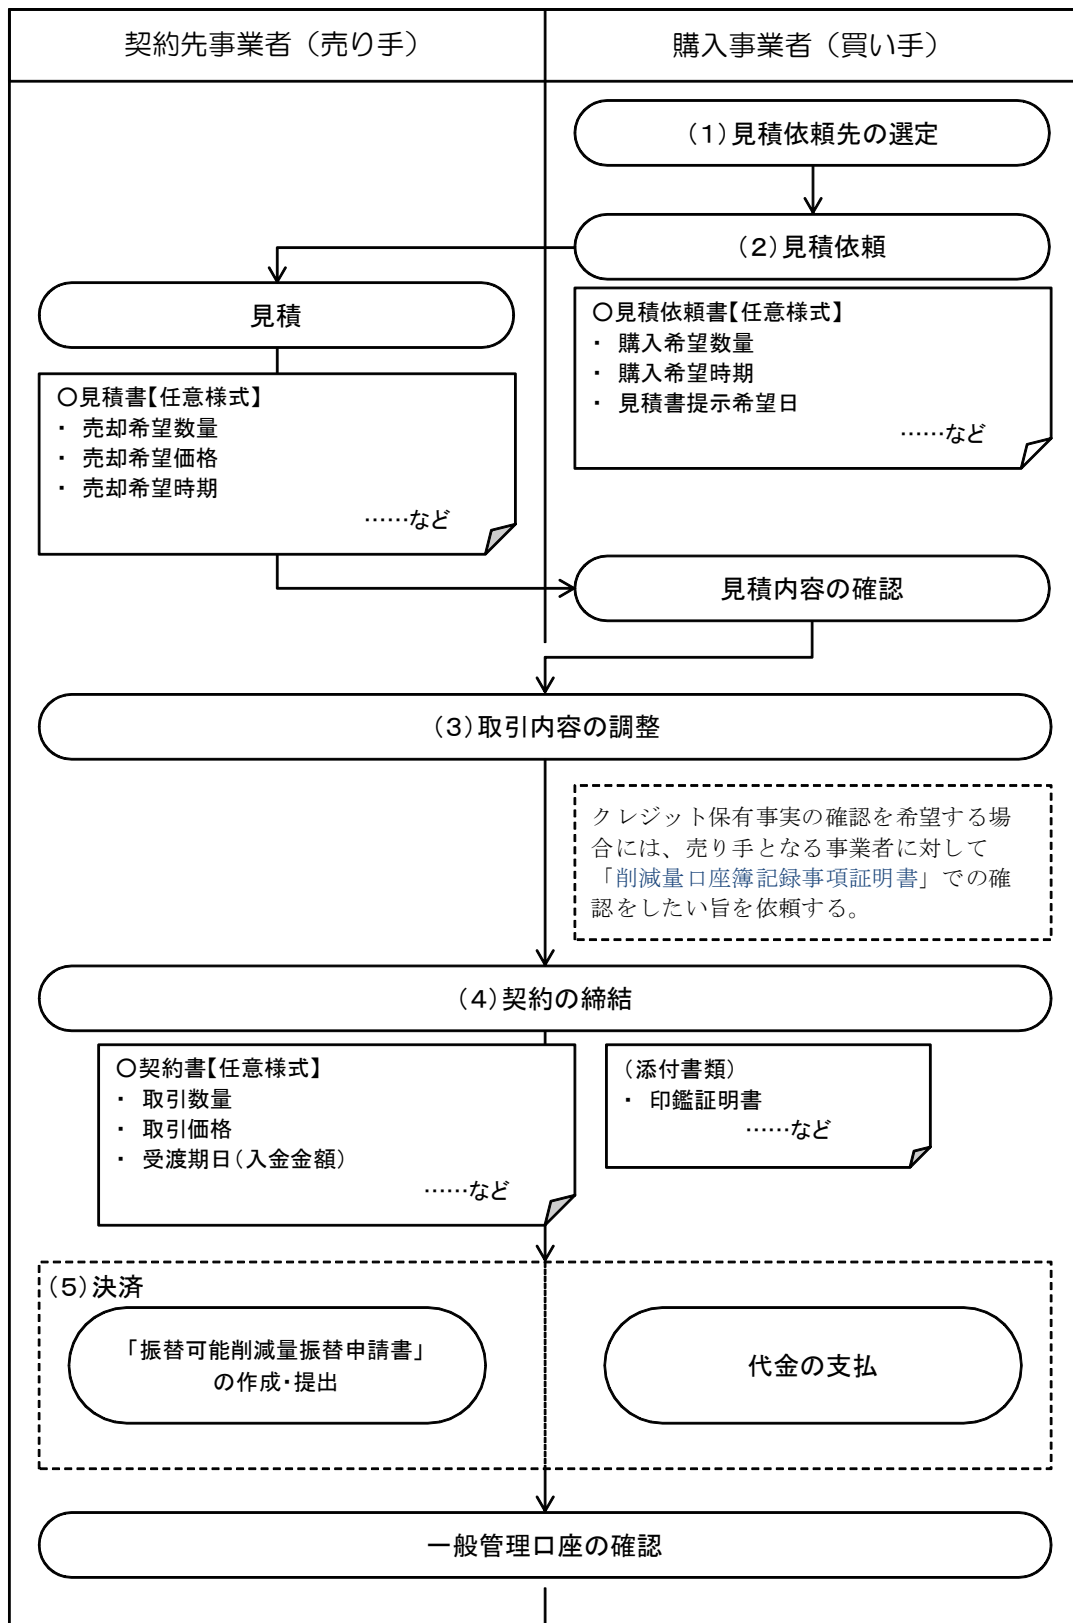 契約先事業者（売り手）
購入事業者（買い手）
（１）見積依頼先の選定
（２）見積依頼
見積
〇見積依頼書【任意様式】
・ 購入希望数量
・ 購入希望時期
・ 見積書提示希望日
……など
〇見積書【任意様式】
・ 売却希望数量
・ 売却希望価格
・ 売却希望時期
……など
見積内容の確認
（３）取引内容の調整
クレジット保有事実の確認を希望する場
合には、売り手となる事業者に対して
「削減量口座簿記録事項証明書」での確
認をしたい旨を依頼する。
（４）契約の締結
〇契約書【任意様式】
・ 取引数量
・ 取引価格
・ 受渡期日（入金金額）
……など
（添付書類）
・ 印鑑証明書
……など
（５）決済
「振替可能削減量振替申請書」
の作成・提出
代金の支払
一般管理口座の確認